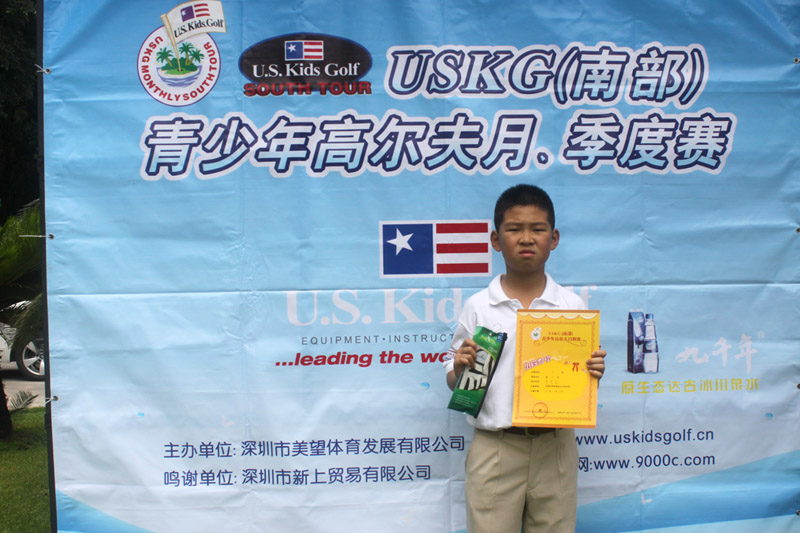 U.S. Kids Golf
USKG MONTHLY SOUTH TOUR
U.S. Kids Golf
SOUTH TOUR
USKG(南部)
青少年高尔夫月、季度赛
U.S. Kids
EQUIPMENT·INSTRUCT
...leading the wo
九千年
主办单位: 深圳市美望体育发展有限公司
www.uskidsgolf.cn
鸣谢单位: 深圳市新上贸易有限公司
网:www.9000c.com